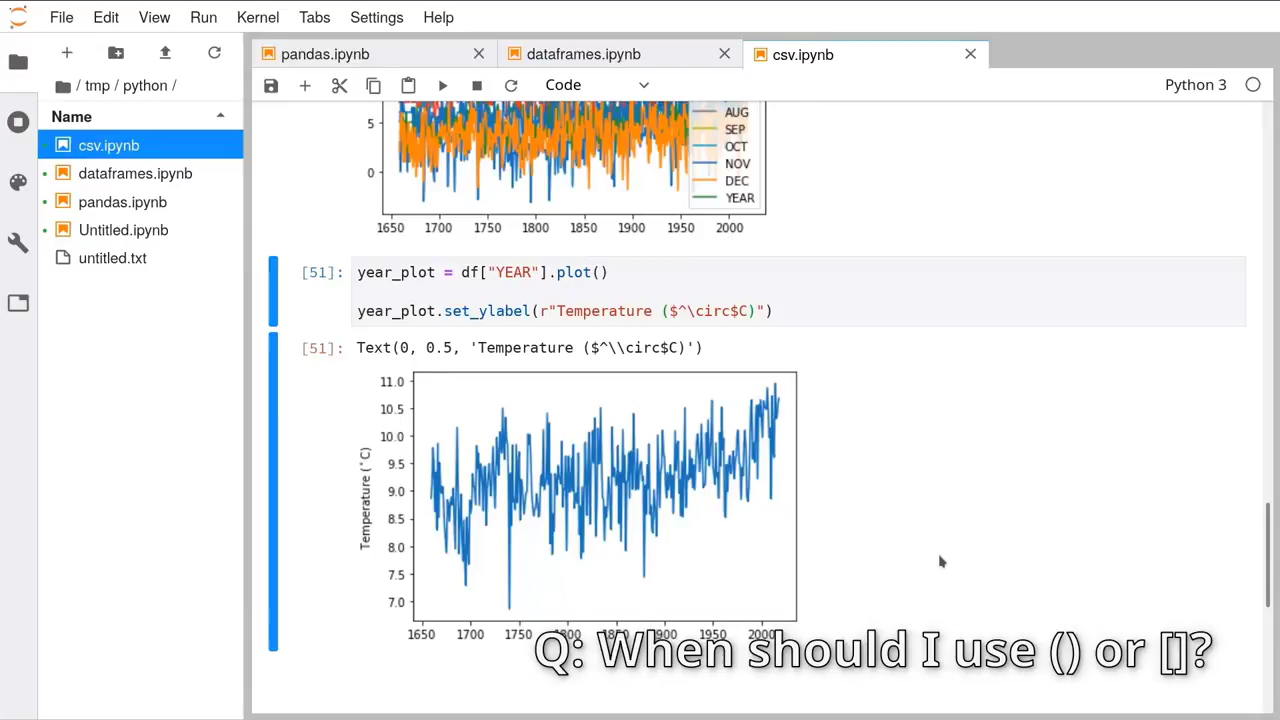 File Edit View Run Kernel Tabs Settings Help
pandas.ipynb
dataframes.ipynb
csv.ipynb
/ tmp / python /
Code
Python 3
Name
csv.ipynb
dataframes.ipynb
pandas.ipynb
Untitled.ipynb
untitled.txt
5
0
AUG
SEP
OCT
NOV
DEC
YEAR
1650 1700 1750 1800 1850 1900 1950 2000
[51]: year_plot = df["YEAR"].plot()
year_plot.set_ylabel(r"Temperature ($^\circ$C)")
[51]: Text(0, 0.5, 'Temperature ($^\\circ$C)')
11.0
10.5
10.0
9.5
9.0
8.5
8.0
7.5
7.0
Temperature (°C)
1650 1700 1750 1800 1850 1900 1950 2000
Q: When should I use () or []?